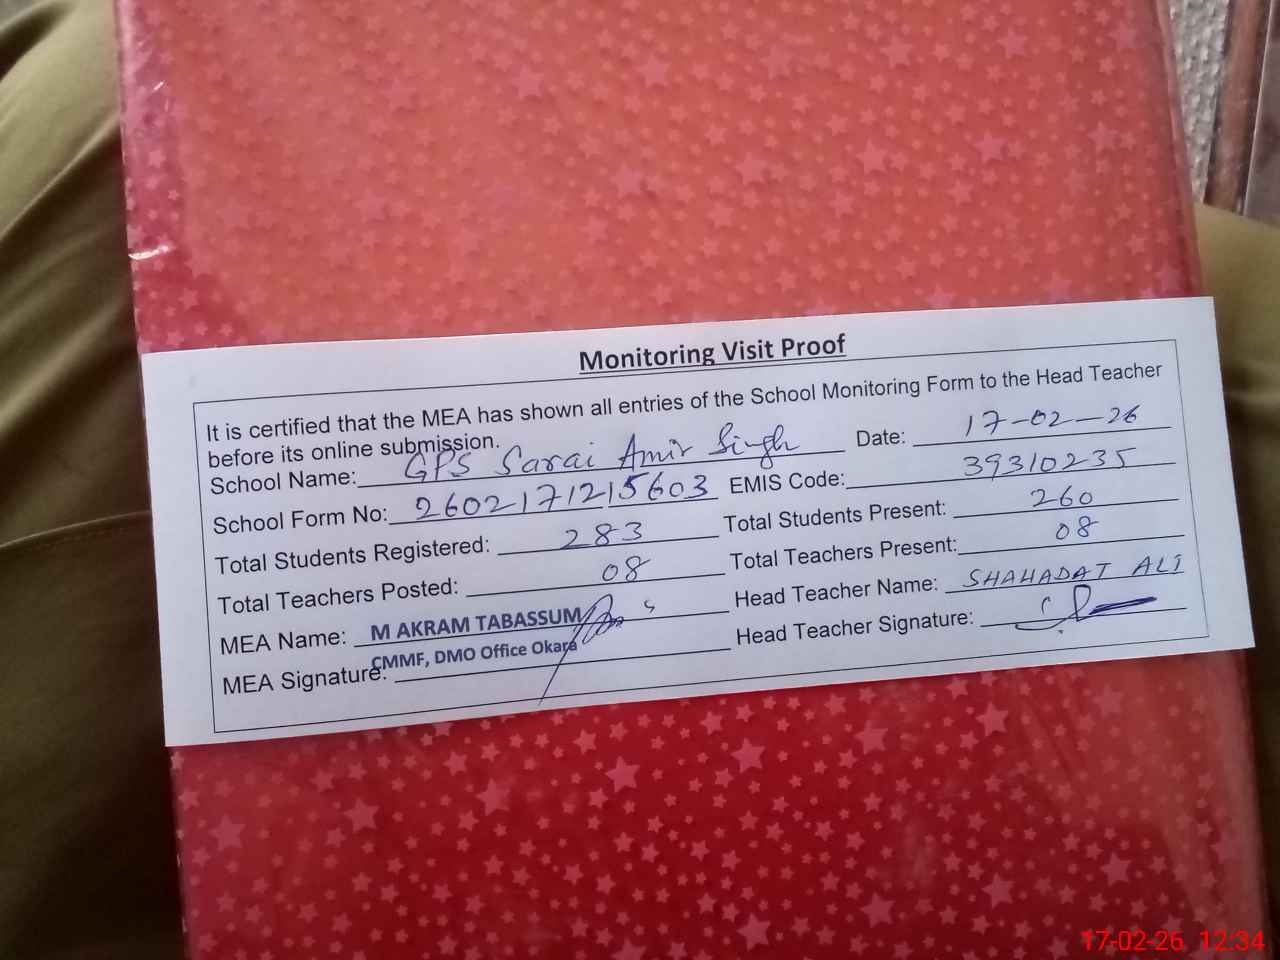 Monitoring Visit Proof
It is certified that the MEA has shown all entries of the School Monitoring Form to the Head Teacher
before its online submission.
School Name: GPS Sarai Amir Singh Date: 17-02-26
School Form No: 2602171215603 EMIS Code: 39310235
Total Students Registered: 283 Total Students Present: 260
Total Teachers Posted: 08 Total Teachers Present: 08
MEA Name: M AKRAM TABASSUM Head Teacher Name: SHAHADAT ALI
CMMF, DMO Office Okara
MEA Signature: Head Teacher Signature:
17-02-26 12:34